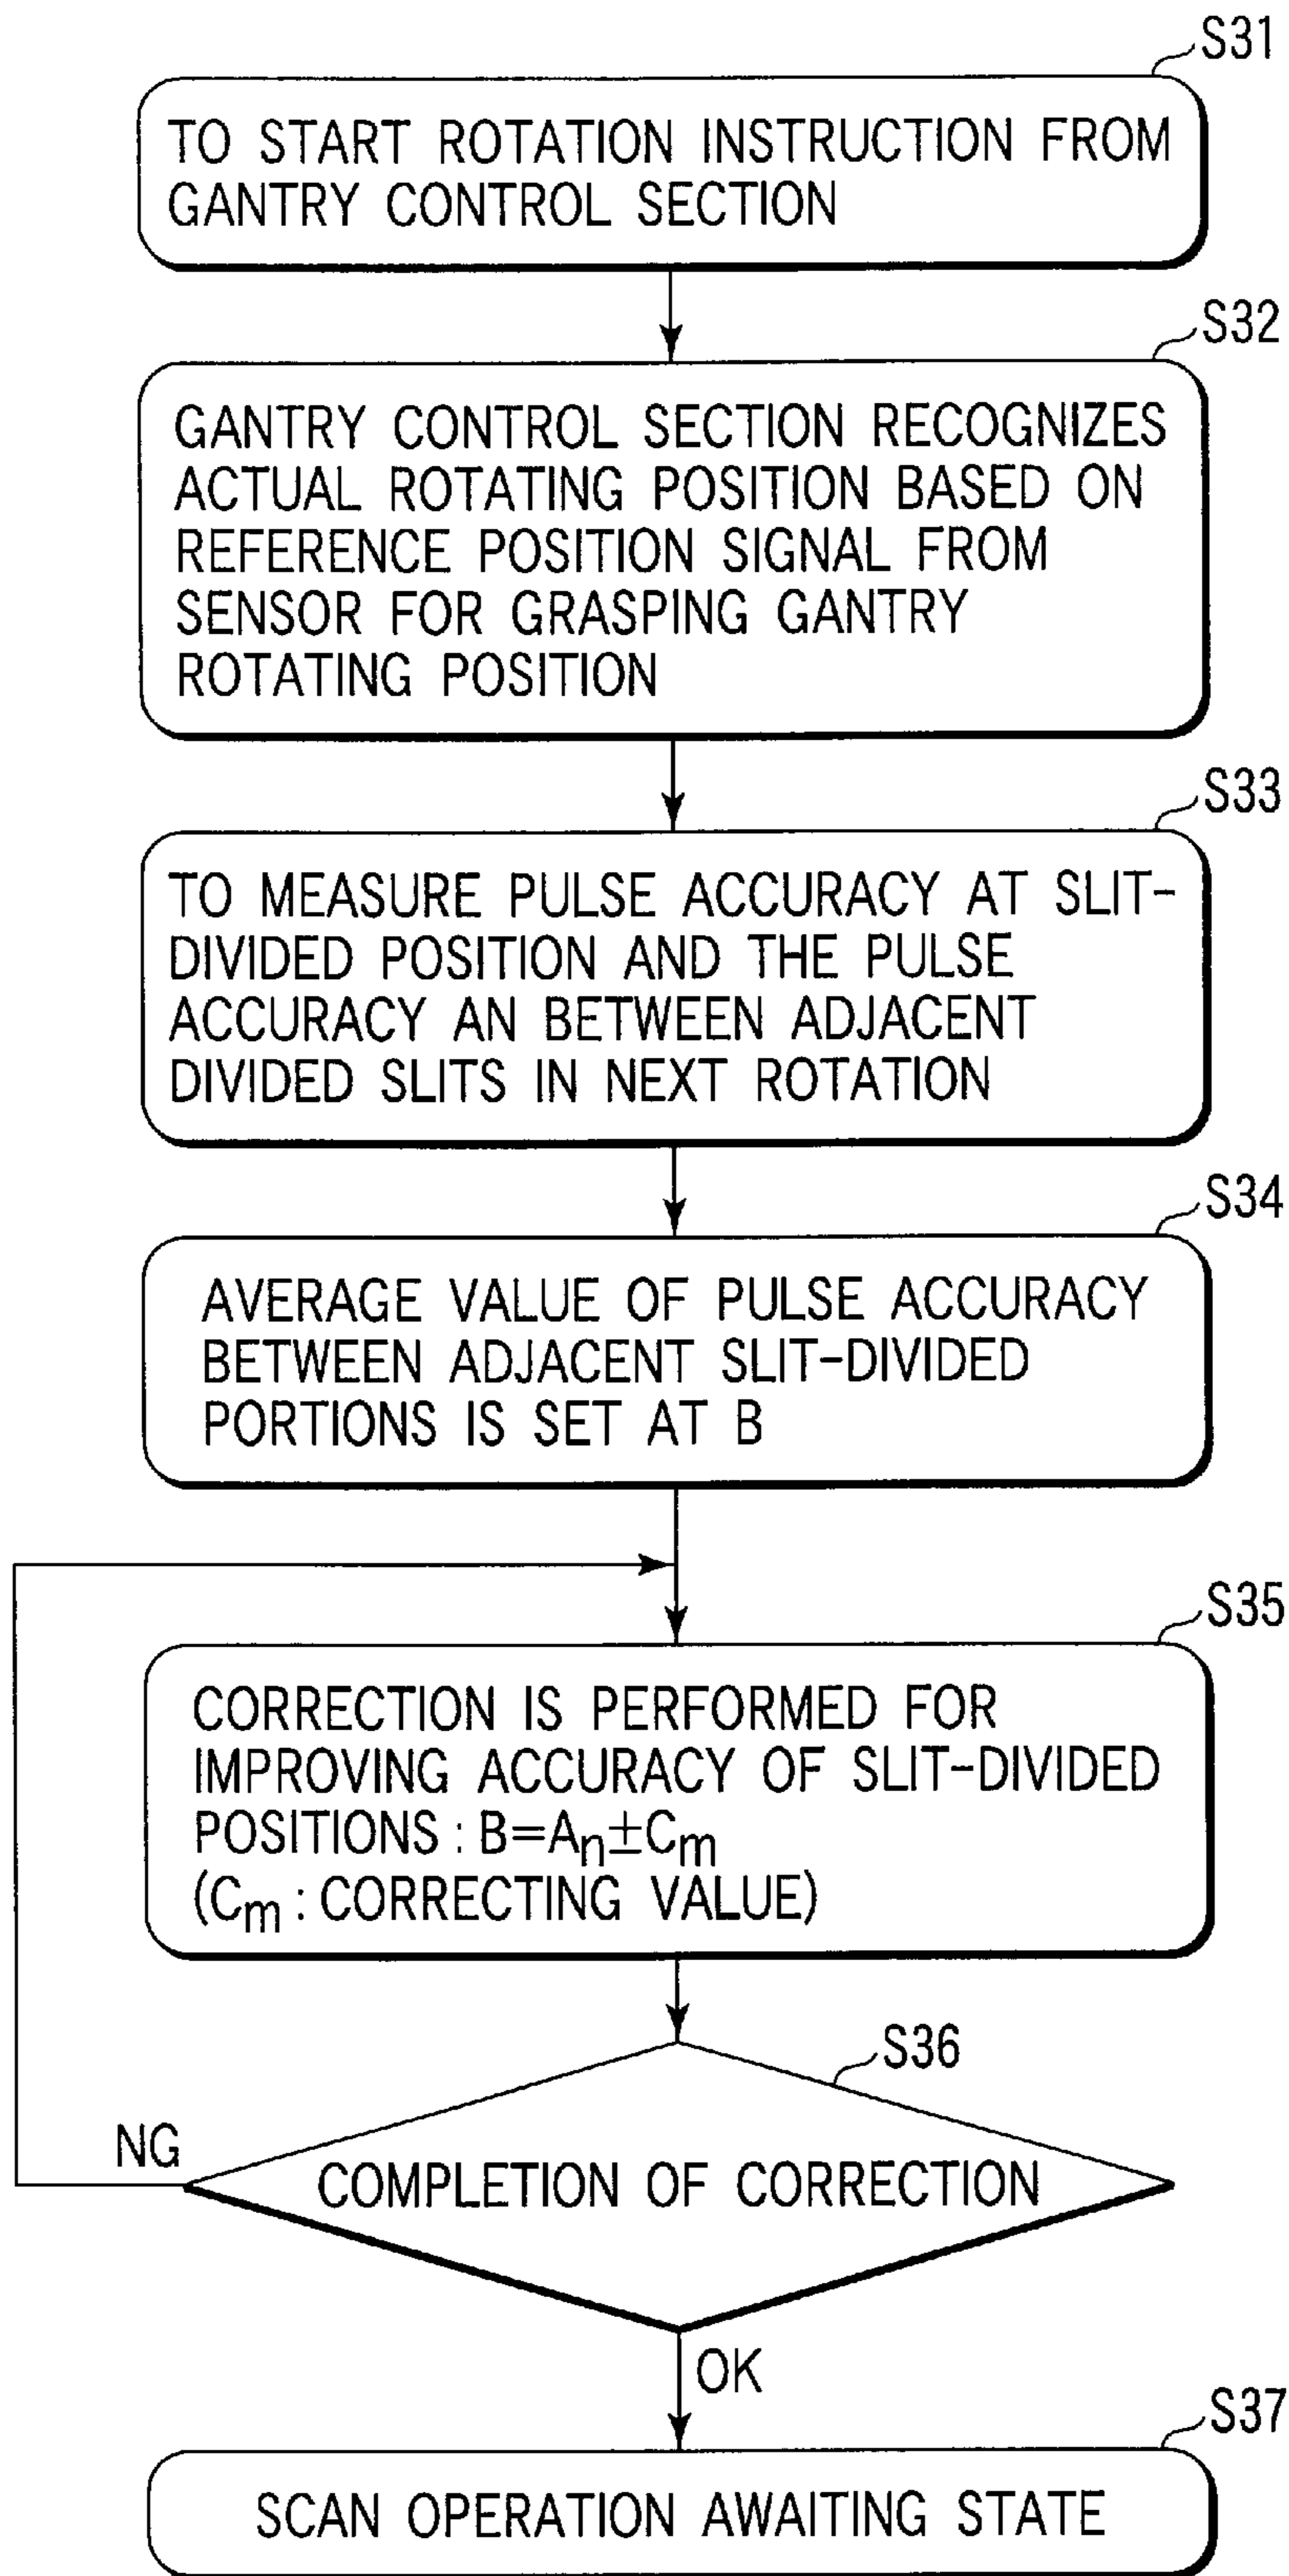 S31
TO START ROTATION INSTRUCTION FROM
GANTRY CONTROL SECTION
S32
GANTRY CONTROL SECTION RECOGNIZES
ACTUAL ROTATING POSITION BASED ON
REFERENCE POSITION SIGNAL FROM
SENSOR FOR GRASPING GANTRY
ROTATING POSITION
S33
TO MEASURE PULSE ACCURACY AT SLIT-
DIVIDED POSITION AND THE PULSE
ACCURACY AN BETWEEN ADJACENT
DIVIDED SLITS IN NEXT ROTATION
S34
AVERAGE VALUE OF PULSE ACCURACY
BETWEEN ADJACENT SLIT-DIVIDED
PORTIONS IS SET AT B
S35
CORRECTION IS PERFORMED FOR
IMPROVING ACCURACY OF SLIT-DIVIDED
POSITIONS : B=An±Cm
(Cm : CORRECTING VALUE)
S36
NG
COMPLETION OF CORRECTION
OK
S37
SCAN OPERATION AWAITING STATE